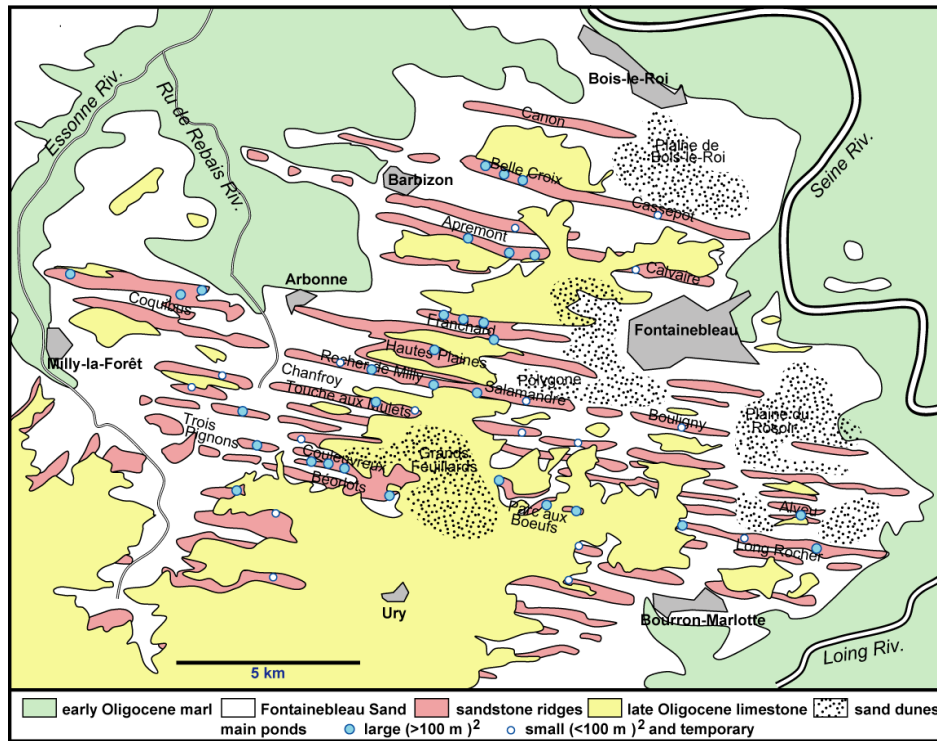 Bois-le-Roi
Essonne Riv.
Ru de Rebais Riv.
Canon
Plaine de
Bois-le-Roi
Seine Riv.
Belle Croix
Barbizon
Cassepot
Apremont
Calvaire
Arbonne
Coquibus
Franchard
Fontainebleau
Milly-la-Forêt
Hautes Plaines
Rocher de Milly
Chanfroy
Polygone
Salamandre
Touche aux Mulets
Bouligny
Plaine du
Rosoir
Trois
Pignons
Coulepvreux
Grands
Feuillards
Béorlots
Parc aux
Boeufs
Alveu
Long Rocher
Ury
Bourron-Marlotte
Loing Riv.
5 km
early Oligocene marl
Fontainebleau Sand
sandstone ridges
late Oligocene limestone
sand dunes
main ponds
large (>100 m )²
small (<100 m )² and temporary